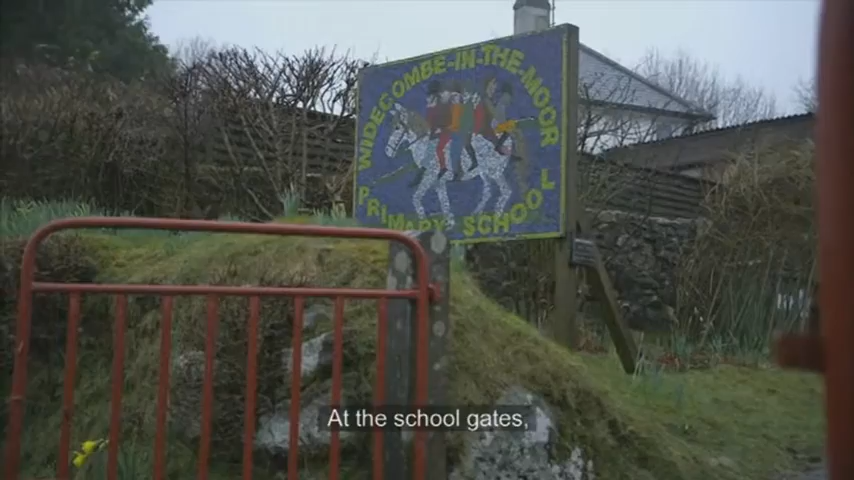 WIDECOMBE-IN-THE-MOOR
PRIMARY SCHOOL
At the school gates,